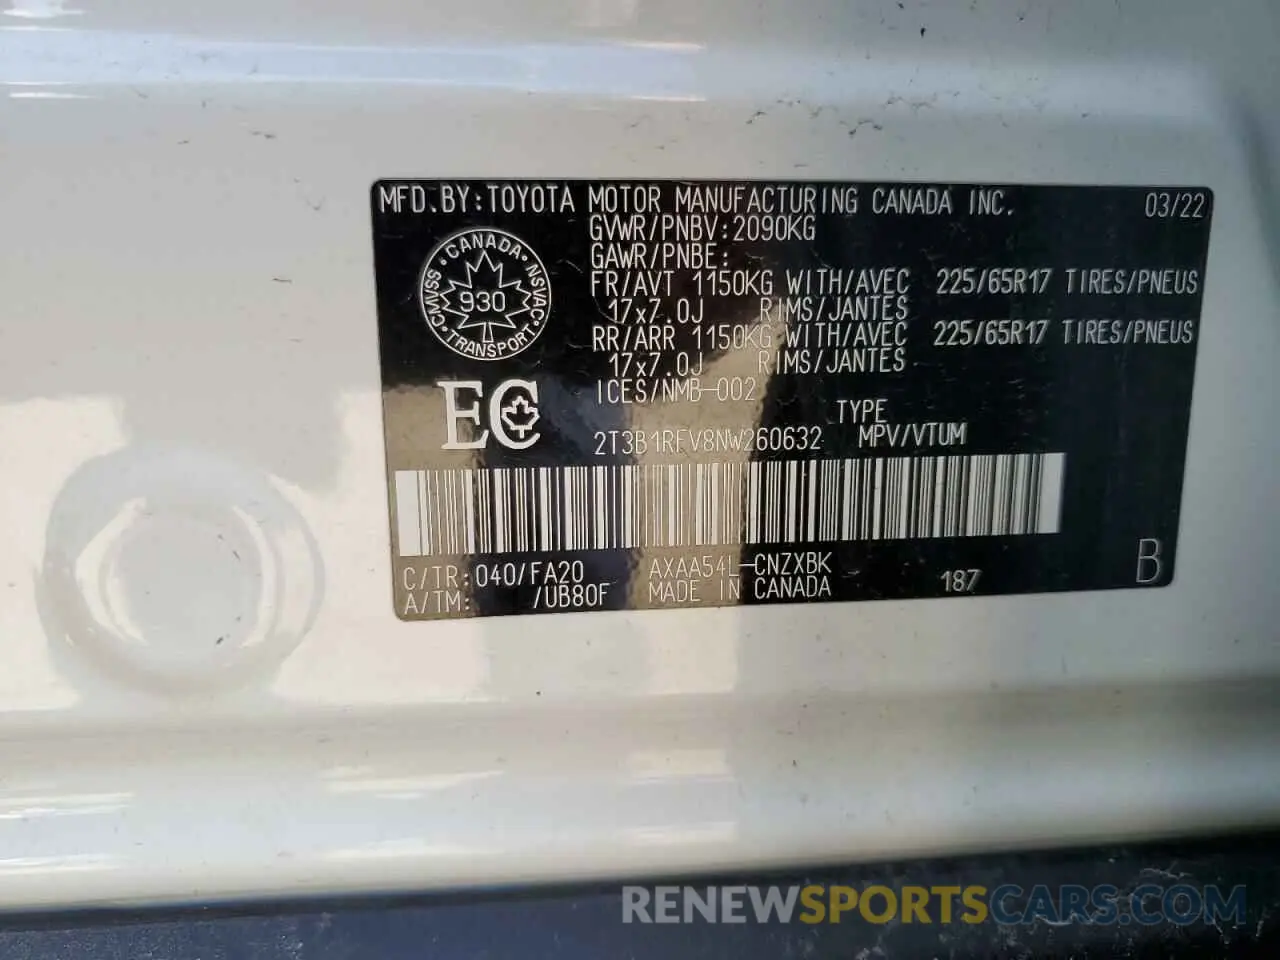 MFD.BY:TOYOTA MOTOR MANUFACTURING CANADA INC. 03/22
GVWR/PNBV:2090KG
GAWR/PNBE:
FR/AVT 1150KG WITH/AVEC 225/65R17 TIRES/PNEUS
17x7.0J RIMS/JANTES
RR/ARR 1150KG WITH/AVEC 225/65R17 TIRES/PNEUS
17x7.0J RIMS/JANTES
ICES/NMB-002
CANADA
CMVSS/NSVAC
930
TRANSPORT
EC
TYPE
2T3B1RFV8NW260632 MPV/VTUM
C/TR:040/FA20 AXAA54L-CNZXBK
A/TM: /UB80F MADE IN CANADA 187 B
RENEWSPORTSCARS.COM